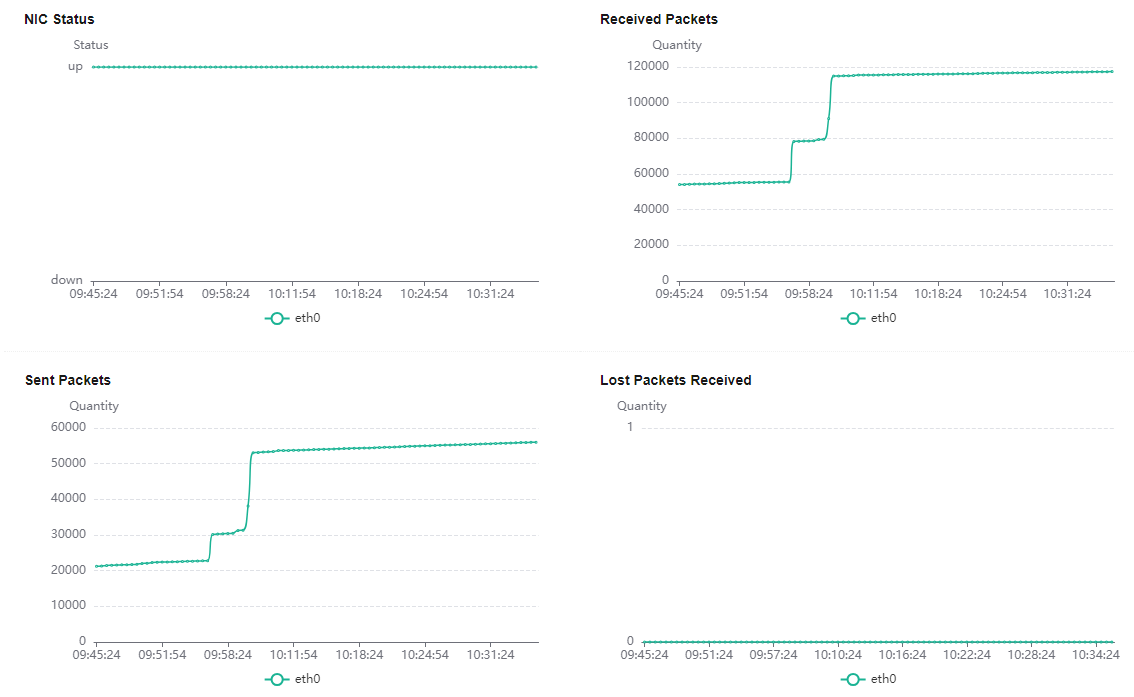 NIC Status
Status
up
down
09:45:24 09:51:54 09:58:24 10:11:54 10:18:24 10:24:54 10:31:24
eth0
Received Packets
Quantity
120000
100000
80000
60000
40000
20000
0
09:45:24 09:51:54 09:58:24 10:11:54 10:18:24 10:24:54 10:31:24
eth0
Sent Packets
Quantity
60000
50000
40000
30000
20000
10000
0
09:45:24 09:51:54 09:58:24 10:11:54 10:18:24 10:24:54 10:31:24
eth0
Lost Packets Received
Quantity
1
0
09:45:24 09:51:24 09:57:24 10:10:24 10:16:24 10:22:24 10:28:24 10:34:24
eth0